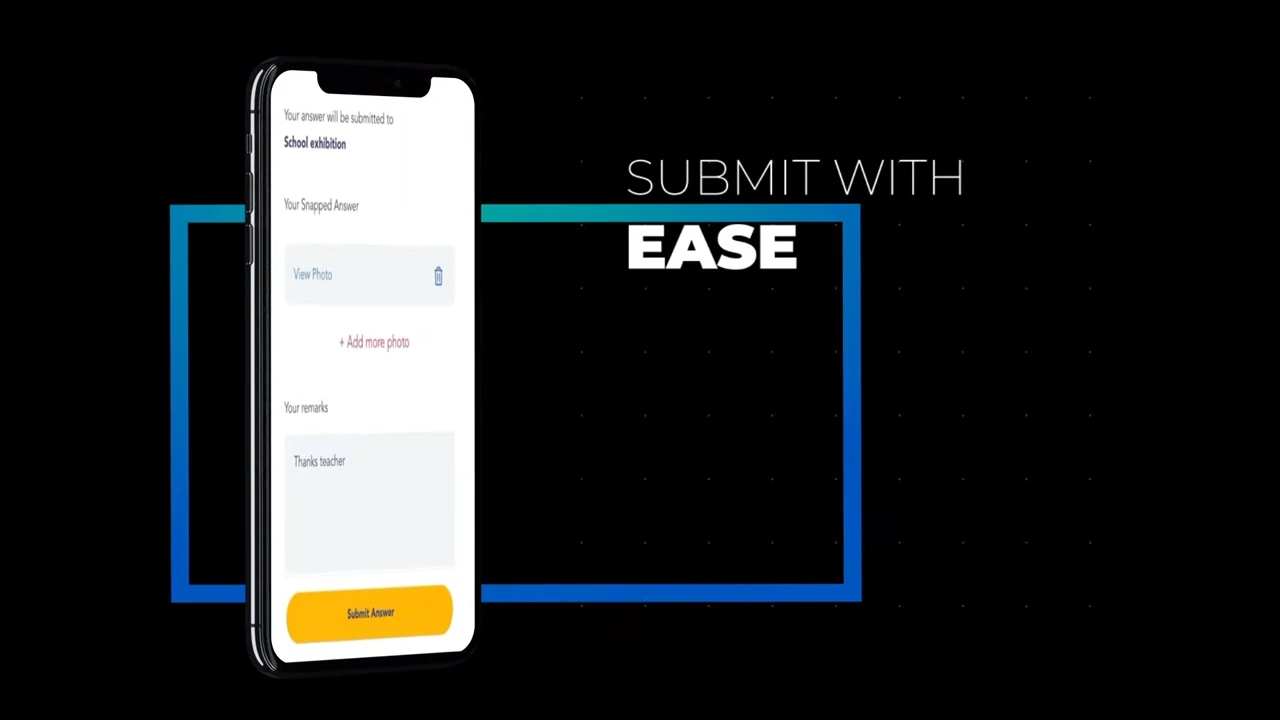 Your answer will be submitted to
School exhibition
Your Snapped Answer
View Photo
+ Add more photo
Your remarks
Thanks teacher
Submit Answer
SUBMIT WITH
EASE